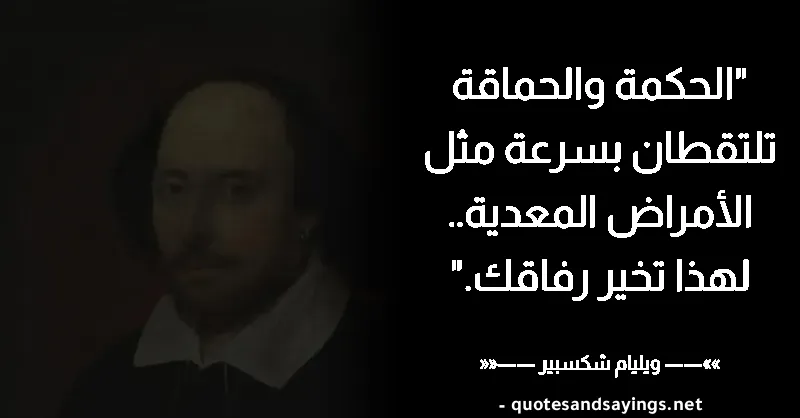 "الحكمة والحماقة
تلتقطان بسرعة مثل
الأمراض المعدية..
لهذا تخير رفاقك."
»»—–— ويليام شكسبير —–—««
- quotesandsayings.net